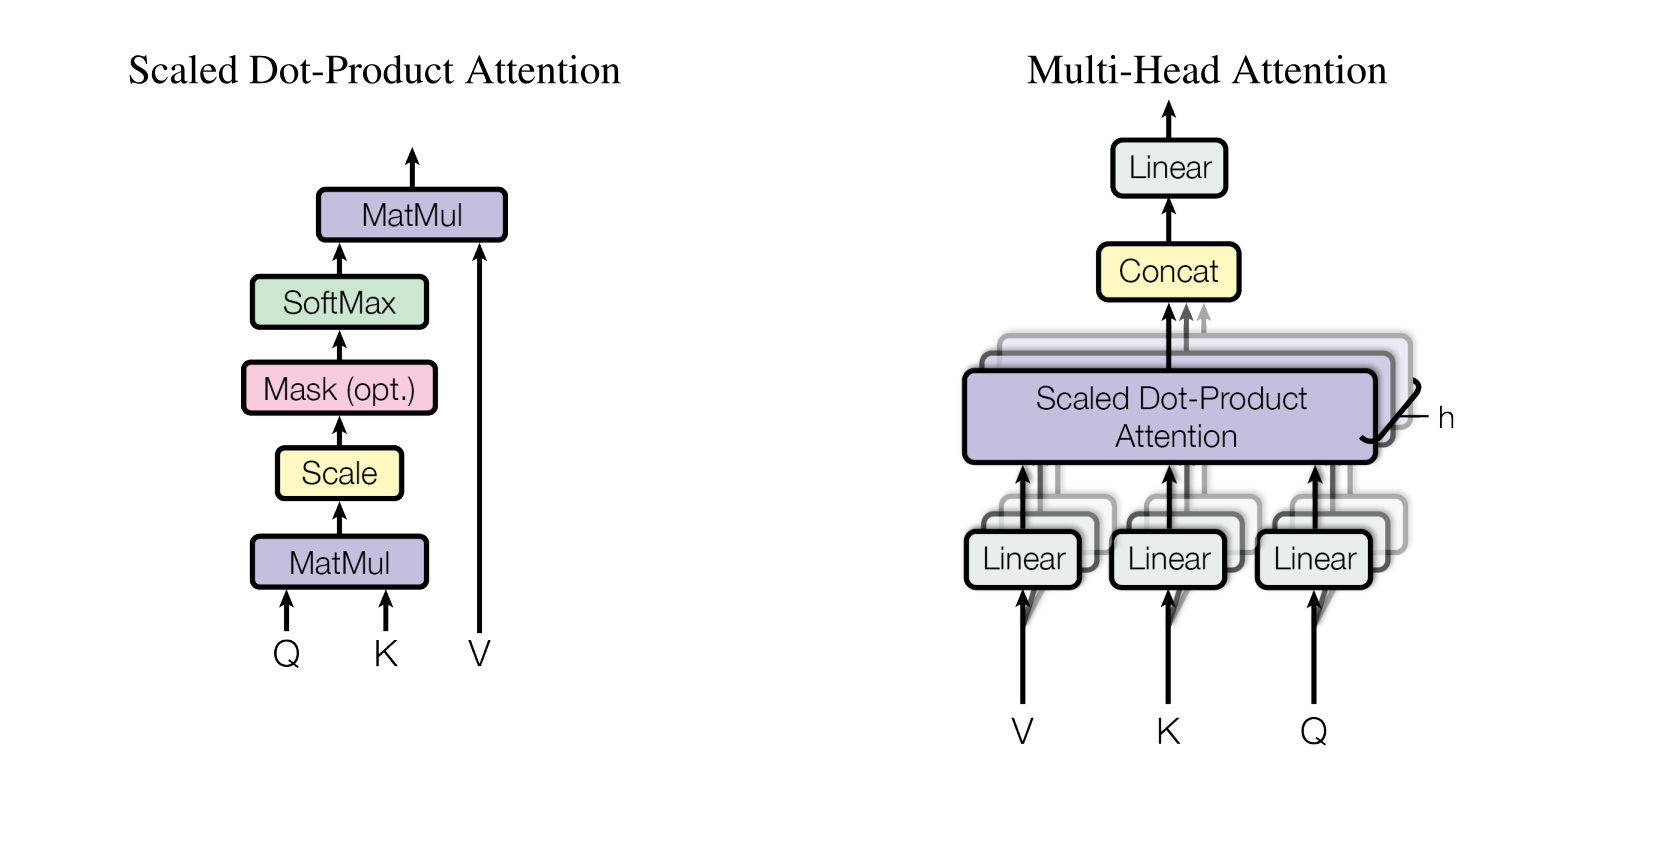 Scaled Dot-Product Attention
MatMul
SoftMax
Mask (opt.)
Scale
MatMul
Q K V
Multi-Head Attention
Linear
Concat
Scaled Dot-Product
Attention
h
Linear Linear Linear
V K Q